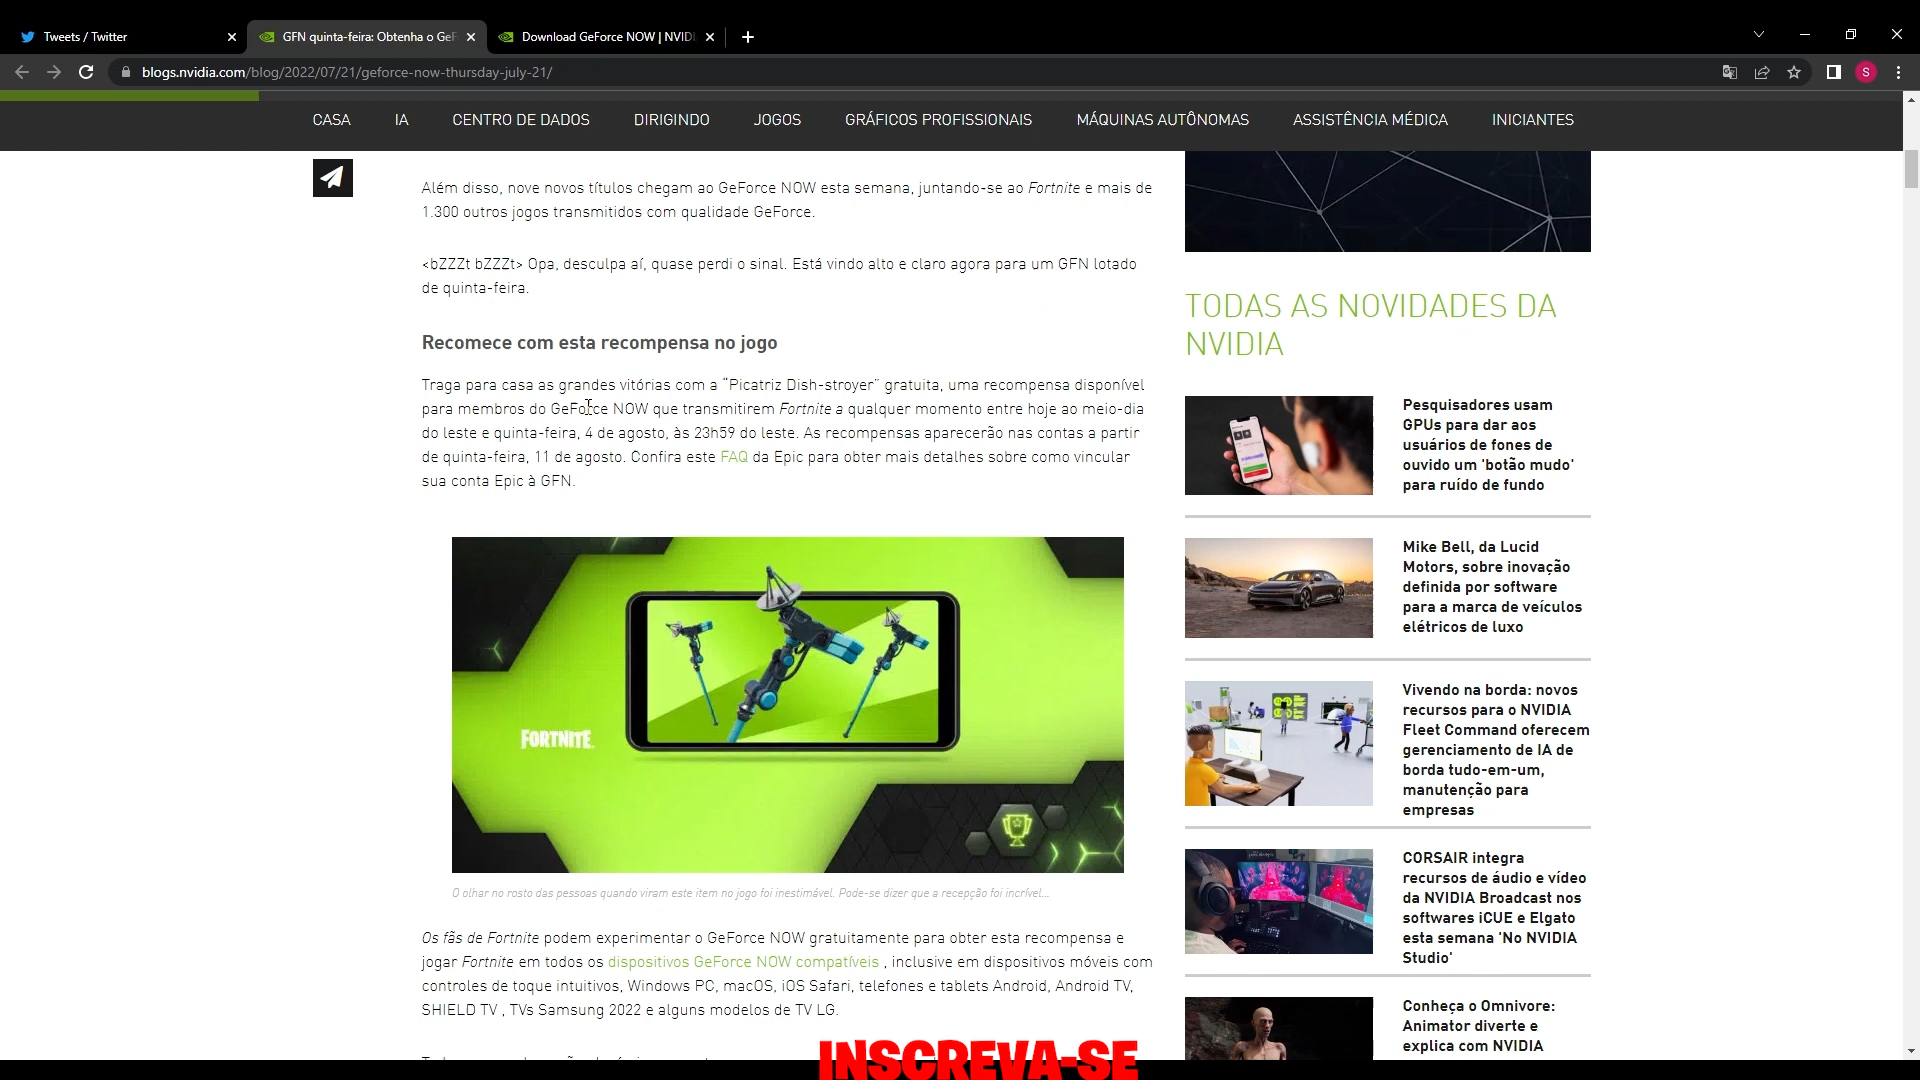 Tweets / Twitter
GFN quinta-feira: Obtenha o GeF
Download GeForce NOW | NVIDI
blogs.nvidia.com/blog/2022/07/21/geforce-now-thursday-july-21/
S
CASA IA CENTRO DE DADOS DIRIGINDO JOGOS GRÁFICOS PROFISSIONAIS MÁQUINAS AUTÔNOMAS ASSISTÊNCIA MÉDICA INICIANTES
Além disso, nove novos títulos chegam ao GeForce NOW esta semana, juntando-se ao Fortnite e mais de
1.300 outros jogos transmitidos com qualidade GeForce.
<bZZZt bZZZt> Opa, desculpa aí, quase perdi o sinal. Está vindo alto e claro agora para um GFN lotado
de quinta-feira.
Recomece com esta recompensa no jogo
Traga para casa as grandes vitórias com a “Picatriz Dish-stroyer” gratuita, uma recompensa disponível
para membros do GeForce NOW que transmitirem Fortnite a qualquer momento entre hoje ao meio-dia
do leste e quinta-feira, 4 de agosto, às 23h59 do leste. As recompensas aparecerão nas contas a partir
de quinta-feira, 11 de agosto. Confira este FAQ da Epic para obter mais detalhes sobre como vincular
sua conta Epic à GFN.
FORTNITE
O olhar no rosto das pessoas quando viram este item no jogo foi inestimável. Pode-se dizer que a recepção foi incrível...
Os fãs de Fortnite podem experimentar o GeForce NOW gratuitamente para obter esta recompensa e
jogar Fortnite em todos os dispositivos GeForce NOW compatíveis , inclusive em dispositivos móveis com
controles de toque intuitivos, Windows PC, macOS, iOS Safari, telefones e tablets Android, Android TV,
SHIELD TV , TVs Samsung 2022 e alguns modelos de TV LG.
TODAS AS NOVIDADES DA
NVIDIA
Pesquisadores usam
GPUs para dar aos
usuários de fones de
ouvido um 'botão mudo'
para ruído de fundo
Mike Bell, da Lucid
Motors, sobre inovação
definida por software
para a marca de veículos
elétricos de luxo
Vivendo na borda: novos
recursos para o NVIDIA
Fleet Command oferecem
gerenciamento de IA de
borda tudo-em-um,
manutenção para
empresas
CORSAIR integra
recursos de áudio e vídeo
da NVIDIA Broadcast nos
softwares iCUE e Elgato
esta semana 'No NVIDIA
Studio'
Conheça o Omnivore:
Animator diverte e
explica com NVIDIA
INSCREVA-SE